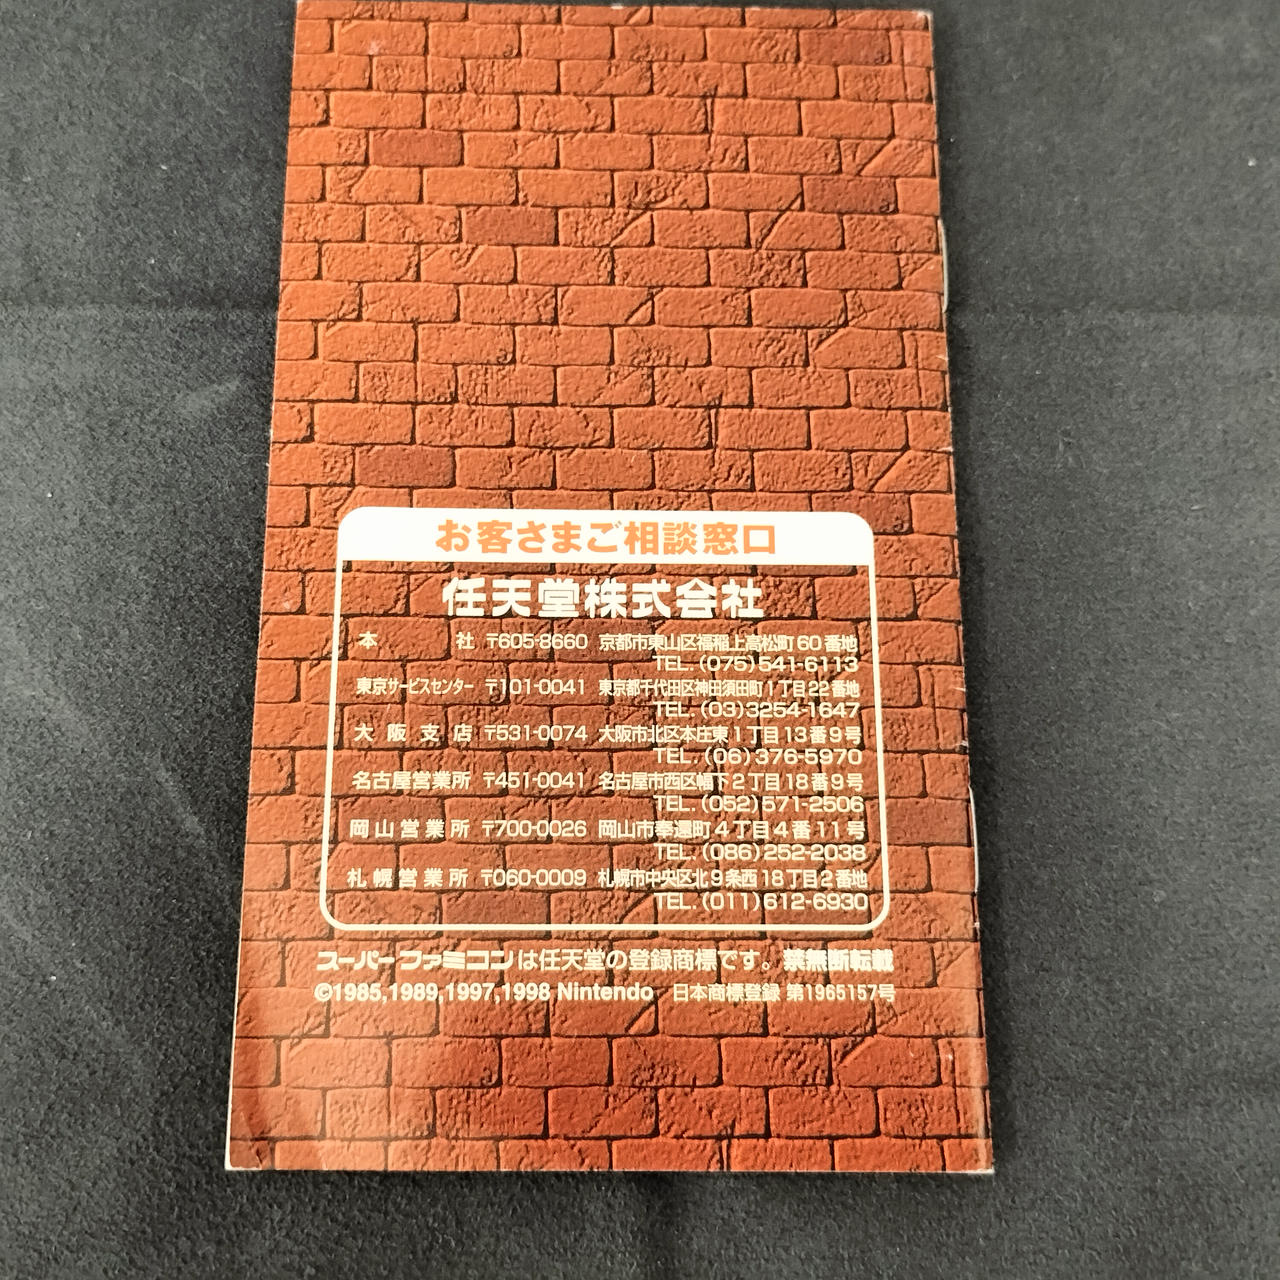 お客さまご相談窓口
任天堂株式会社
本社 〒605-8660 京都市東山区福稲上高松町60番地
TEL.(075)541-6113
東京サービスセンター 〒101-0041 東京都千代田区神田須田町1丁目22番地
TEL.(03)3254-1647
大阪支店 〒531-0074 大阪市北区本庄東1丁目13番9号
TEL.(06)376-5970
名古屋営業所 〒451-0041 名古屋市西区幅下2丁目18番9号
TEL.(052)571-2506
岡山営業所 〒700-0026 岡山市奉還町4丁目4番11号
TEL.(086)252-2038
札幌営業所 〒060-0009 札幌市中央区北9条西18丁目2番地
TEL.(011)612-6930
スーパーファミコンは任天堂の登録商標です。禁無断転載
©1985,1989,1997,1998 Nintendo 日本商標登録 第1965157号